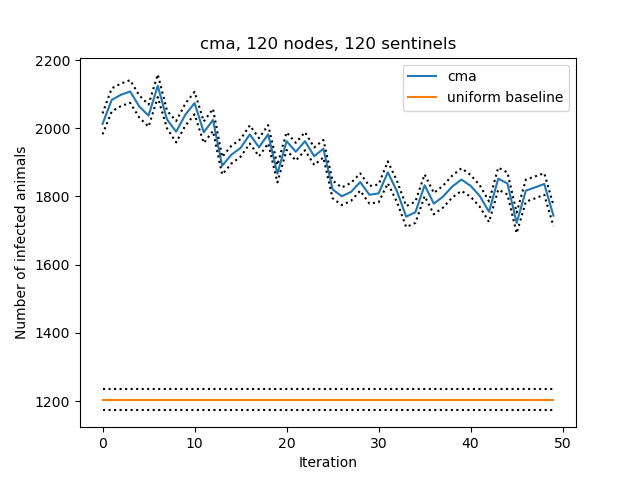 cma, 120 nodes, 120 sentinels
cma
uniform baseline
Number of infected animals
2200
2000
1800
1600
1400
1200
0 10 20 30 40 50
Iteration